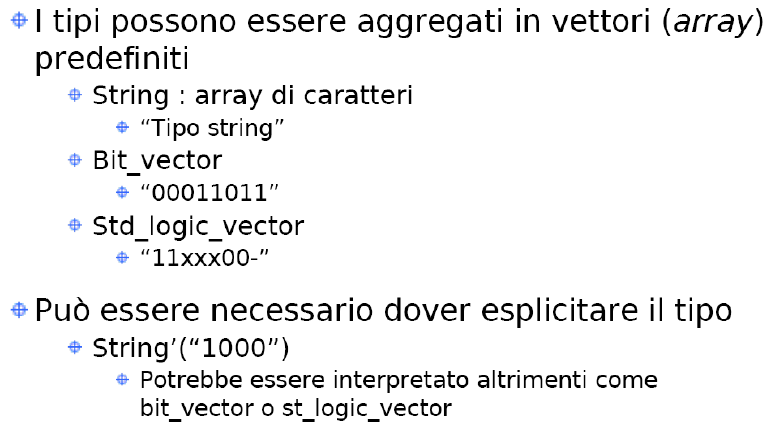 I tipi possono essere aggregati in vettori (array)
predefiniti
String : array di caratteri
“Tipo string”
Bit_vector
“00011011”
Std_logic_vector
“11xxx00-”
Può essere necessario dover esplicitare il tipo
String’(“1000”)
Potrebbe essere interpretato altrimenti come
bit_vector o st_logic_vector